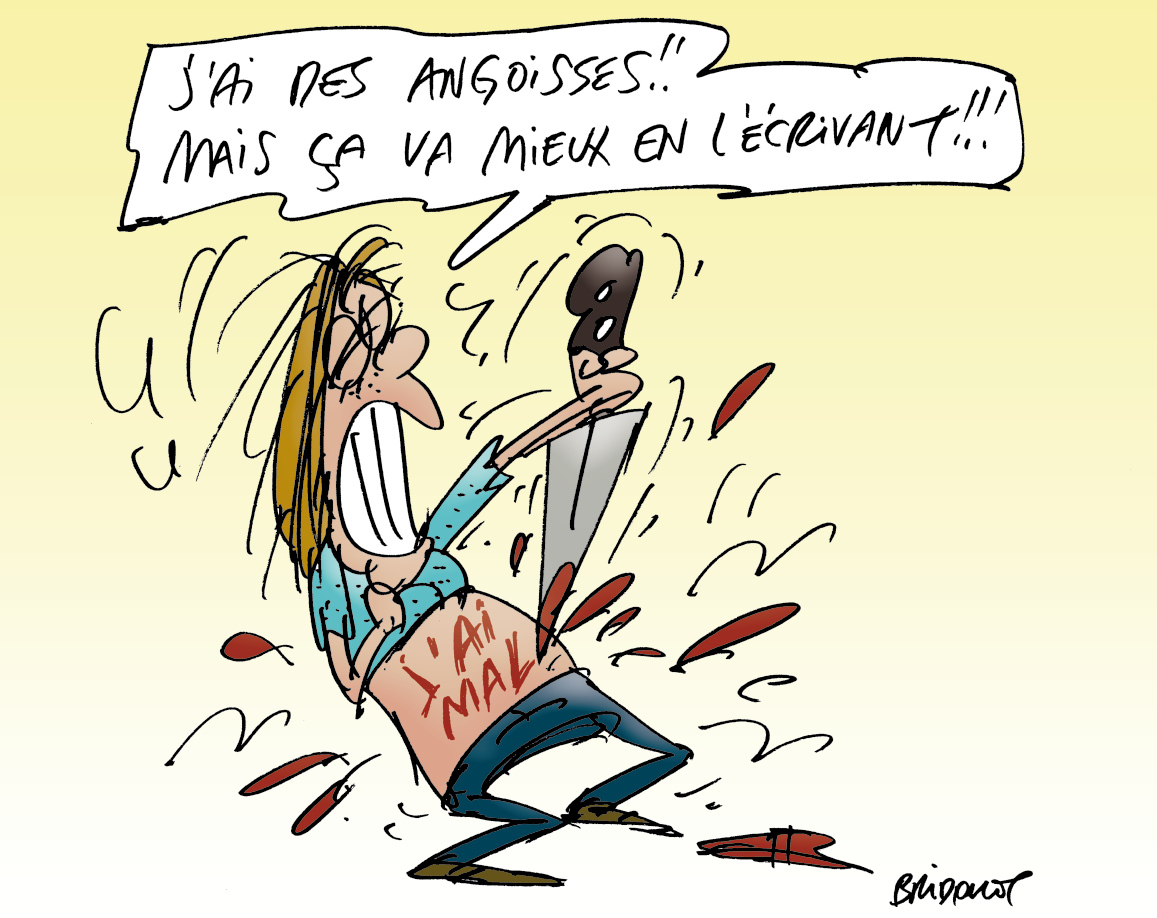 J'AI DES ANGOISSES!!
MAIS ÇA VA MIEUX EN L'ÉCRIVANT!!!
J'AI
MAL